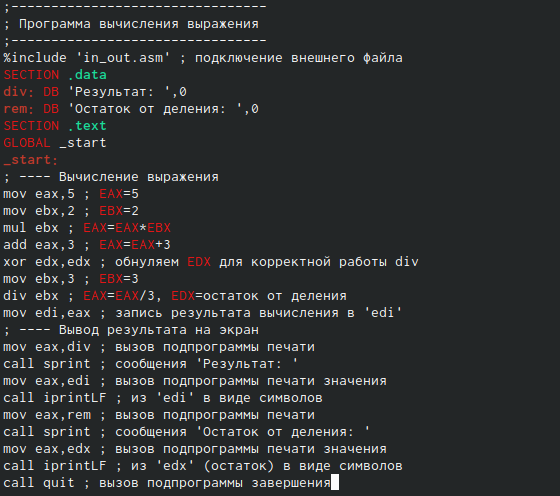 ;--------------------------------
; Программа вычисления выражения
;--------------------------------
%include 'in_out.asm' ; подключение внешнего файла
SECTION .data
div: DB 'Результат: ',0
rem: DB 'Остаток от деления: ',0
SECTION .text
GLOBAL _start
_start:
; ---- Вычисление выражения
mov eax,5 ; EAX=5
mov ebx,2 ; EBX=2
mul ebx ; EAX=EAX*EBX
add eax,3 ; EAX=EAX+3
xor edx,edx ; обнуляем EDX для корректной работы div
mov ebx,3 ; EBX=3
div ebx ; EAX=EAX/3, EDX=остаток от деления
mov edi,eax ; запись результата вычисления в 'edi'
; ---- Вывод результата на экран
mov eax,div ; вызов подпрограммы печати
call sprint ; сообщения 'Результат: '
mov eax,edi ; вызов подпрограммы печати значения
call iprintLF ; из 'edi' в виде символов
mov eax,rem ; вызов подпрограммы печати
call sprint ; сообщения 'Остаток от деления: '
mov eax,edx ; вызов подпрограммы печати значения
call iprintLF ; из 'edx' (остаток) в виде символов
call quit ; вызов подпрограммы завершения